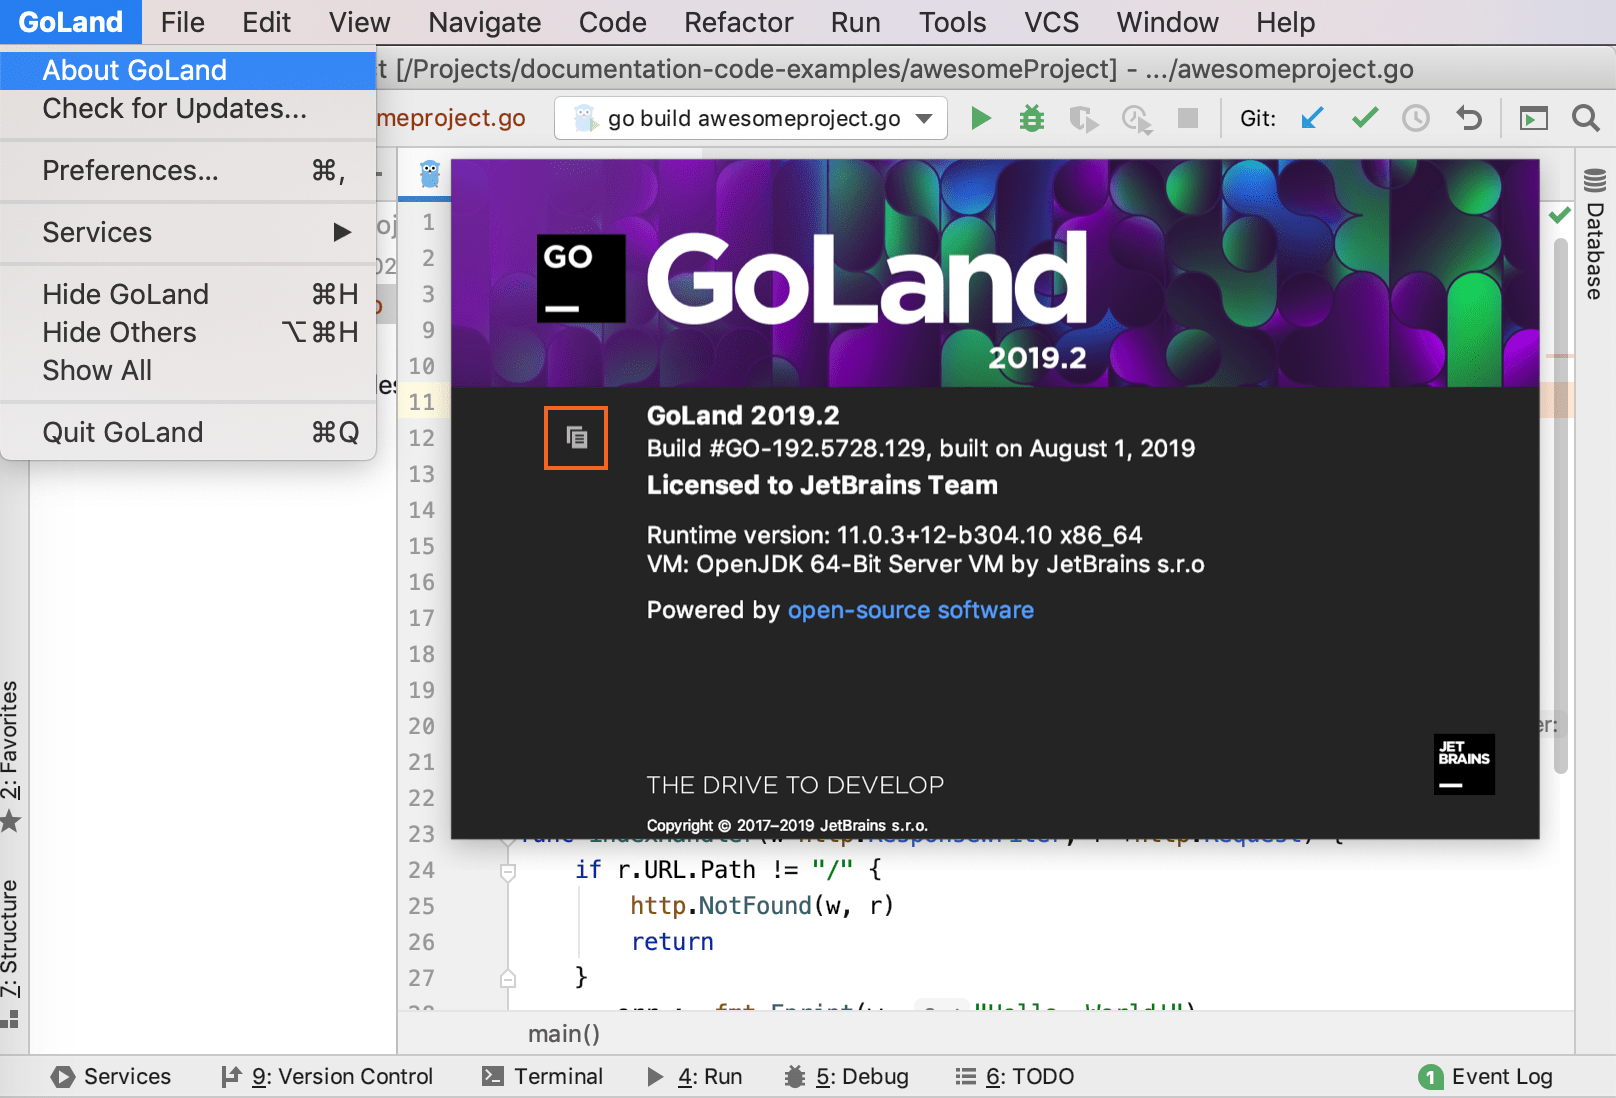 GoLand File Edit View Navigate Code Refactor Run Tools VCS Window Help
About GoLand
Check for Updates...
Preferences... ⌘,
Services ▶
Hide GoLand ⌘H
Hide Others ⌥⌘H
Show All
Quit GoLand ⌘Q
t [/Projects/documentation-code-examples/awesomeProject] - .../awesomeproject.go
meproject.go
go build awesomeproject.go
Git:
GO
GoLand
2019.2
GoLand 2019.2
Build #GO-192.5728.129, built on August 1, 2019
Licensed to JetBrains Team
Runtime version: 11.0.3+12-b304.10 x86_64
VM: OpenJDK 64-Bit Server VM by JetBrains s.r.o
Powered by open-source software
THE DRIVE TO DEVELOP
Copyright © 2017–2019 JetBrains s.r.o.
JET
BRAINS
Database
2: Favorites
7: Structure
1
2
3
9
10
11
12
13
14
15
16
17
18
19
20
21
22
23
24 if r.URL.Path != "/" {
25 http.NotFound(w, r)
26 return
27 }
main()
Services 9: Version Control Terminal 4: Run 5: Debug 6: TODO 1 Event Log